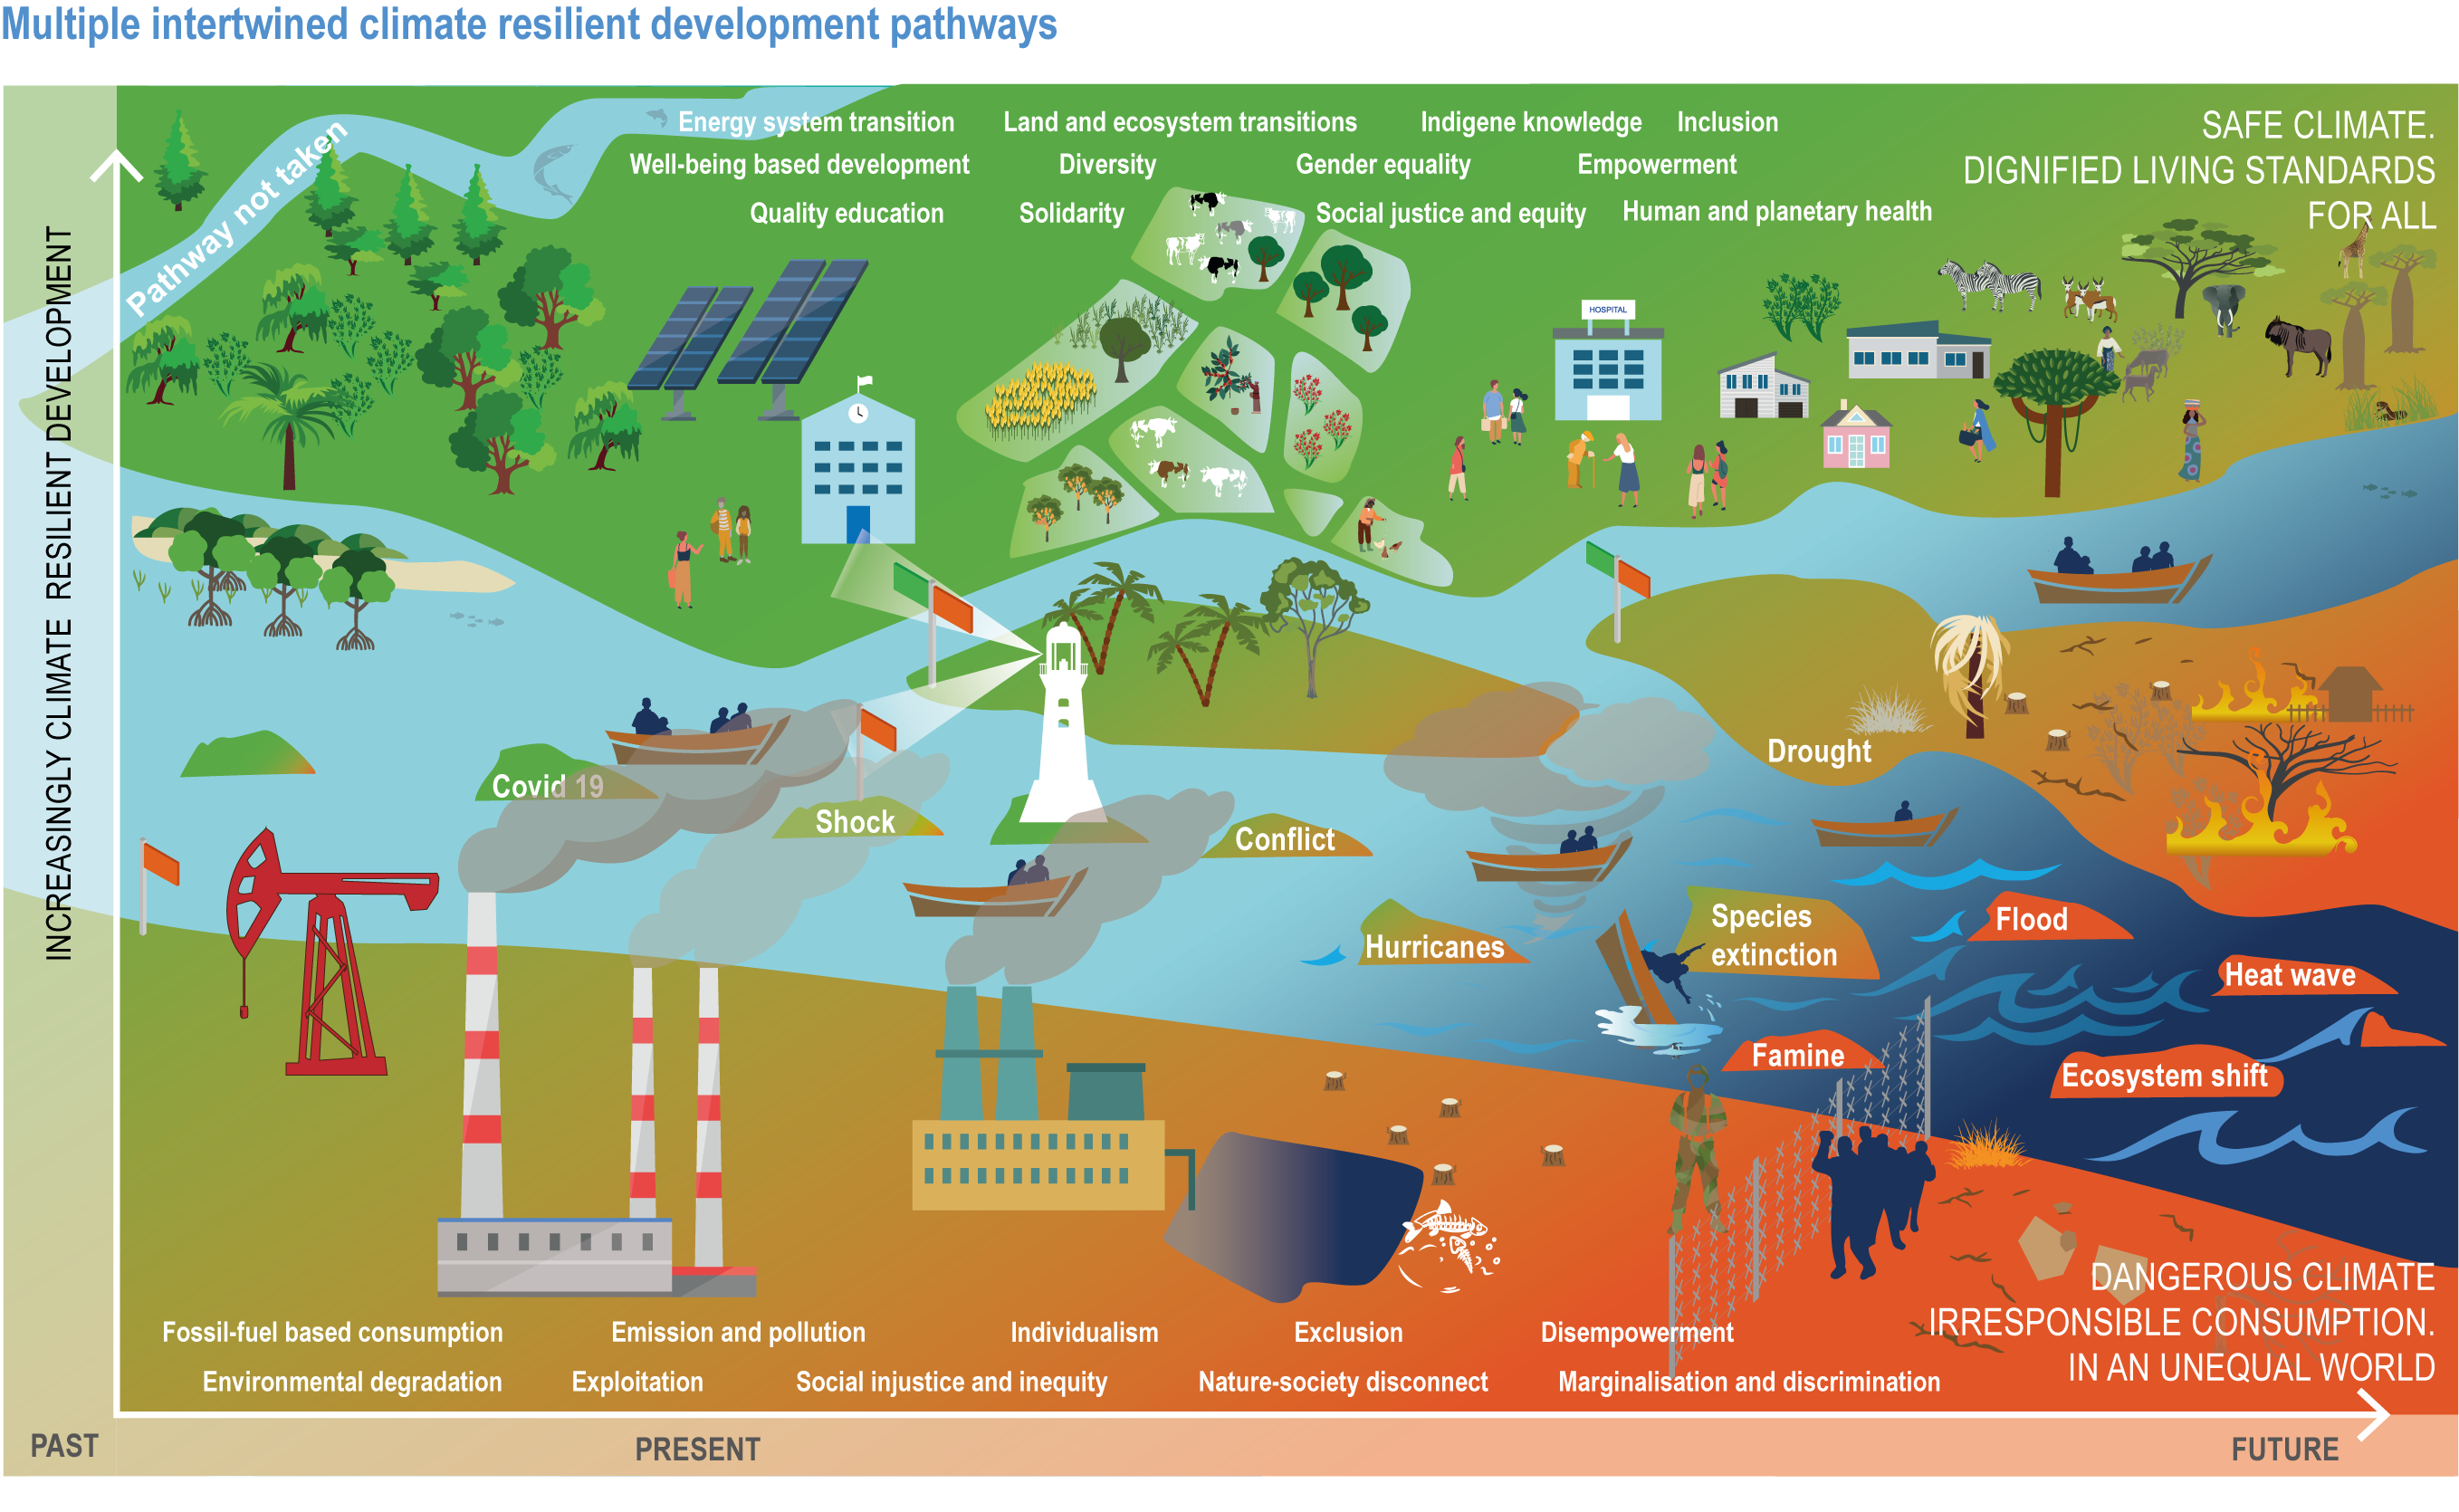 Multiple intertwined climate resilient development pathways
INCREASINGLY CLIMATE RESILIENT DEVELOPMENT
Pathway not taken
Energy system transition
Land and ecosystem transitions
Indigene knowledge
Inclusion
Well-being based development
Diversity
Gender equality
Empowerment
Quality education
Solidarity
Social justice and equity
Human and planetary health
SAFE CLIMATE.
DIGNIFIED LIVING STANDARDS
FOR ALL
HOSPITAL
Drought
Covid 19
Shock
Conflict
Hurricanes
Species
extinction
Flood
Heat wave
Famine
Ecosystem shift
DANGEROUS CLIMATE
IRRESPONSIBLE CONSUMPTION.
IN AN UNEQUAL WORLD
Fossil-fuel based consumption
Emission and pollution
Individualism
Exclusion
Disempowerment
Environmental degradation
Exploitation
Social injustice and inequity
Nature-society disconnect
Marginalisation and discrimination
PAST
PRESENT
FUTURE